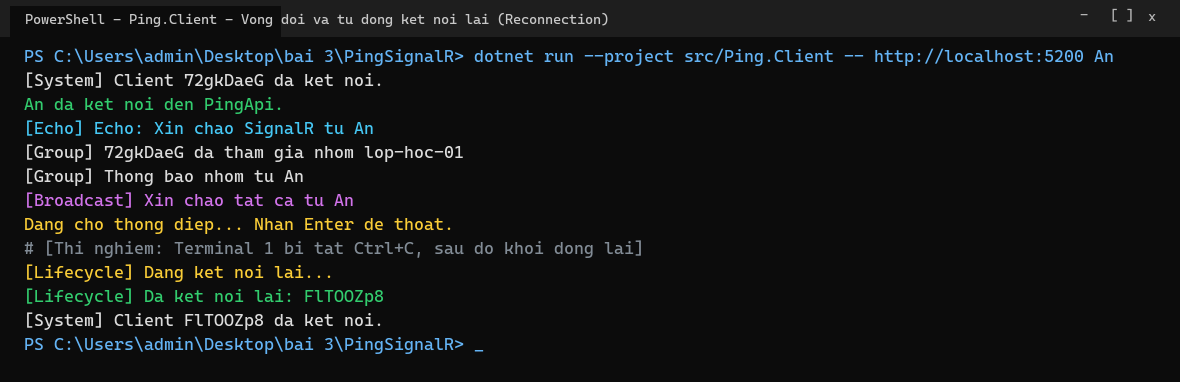 PowerShell - Ping.Client - Vong doi va tu dong ket noi lai (Reconnection) - [ ] x
PS C:\Users\admin\Desktop\bai 3\PingSignalR> dotnet run --project src/Ping.Client -- http://localhost:5200 An
[System] Client 72gkDaeG da ket noi.
An da ket noi den PingApi.
[Echo] Echo: Xin chao SignalR tu An
[Group] 72gkDaeG da tham gia nhom lop-hoc-01
[Group] Thong bao nhom tu An
[Broadcast] Xin chao tat ca tu An
Dang cho thong diep... Nhan Enter de thoat.
# [Thi nghiem: Terminal 1 bi tat Ctrl+C, sau do khoi dong lai]
[Lifecycle] Dang ket noi lai...
[Lifecycle] Da ket noi lai: FlTOOZp8
[System] Client FlTOOZp8 da ket noi.
PS C:\Users\admin\Desktop\bai 3\PingSignalR> _